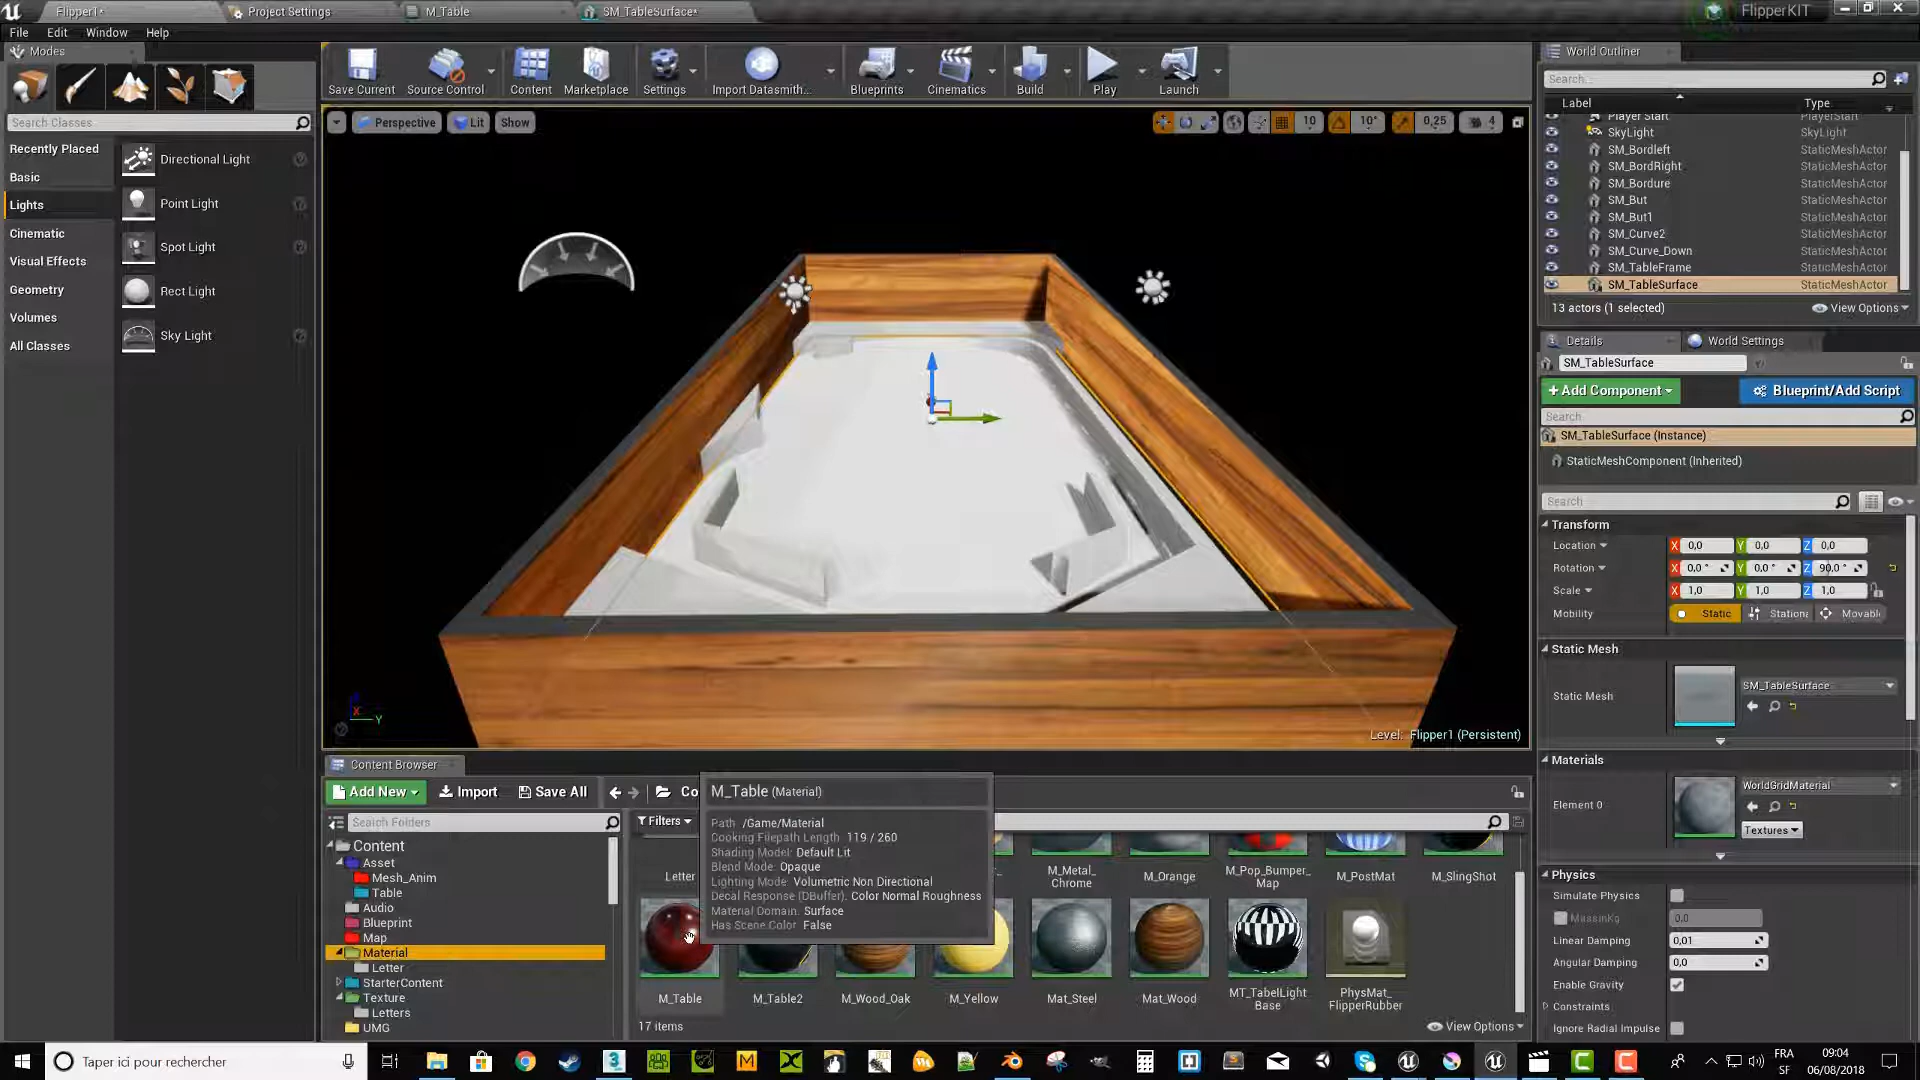 Flipper1*
Project Settings
M_Table
SM_TableSurface*
FlipperKIT
File
Edit
Window
Help
Modes
Search Classes
Recently Placed
Basic
Lights
Cinematic
Visual Effects
Geometry
Volumes
All Classes
Directional Light
Point Light
Spot Light
Rect Light
Sky Light
Save Current
Source Control
Content
Marketplace
Settings
Import Datasmith...
Blueprints
Cinematics
Build
Play
Launch
Perspective
Lit
Show
10
10°
0,25
4
X
Y
Level: Flipper1 (Persistent)
World Outliner
Search...
Label
Type
Player Start
PlayerStart
SkyLight
SkyLight
SM_Bordleft
StaticMeshActor
SM_BordRight
StaticMeshActor
SM_Bordure
StaticMeshActor
SM_But
StaticMeshActor
SM_But1
StaticMeshActor
SM_Curve2
StaticMeshActor
SM_Curve_Down
StaticMeshActor
SM_TableFrame
StaticMeshActor
SM_TableSurface
StaticMeshActor
13 actors (1 selected)
View Options
Details
World Settings
SM_TableSurface
+ Add Component
Blueprint/Add Script
Search
SM_TableSurface (Instance)
StaticMeshComponent (Inherited)
Search
Transform
Location
X 0,0 Y 0,0 Z 0,0
Rotation
X 0,0 ° Y 0,0 ° Z 90,0 °
Scale
X 1,0 Y 1,0 Z 1,0
Mobility
Static
Stationa
Movabl
Static Mesh
Static Mesh
SM_TableSurface
Materials
Element 0
WorldGridMaterial
Textures
Physics
Simulate Physics
MassInKg
0,0
Linear Damping
0,01
Angular Damping
0,0
Enable Gravity
Constraints
Ignore Radial Impulse
Content Browser
Add New
Import
Save All
Co
Search Folders
Content
Asset
Mesh_Anim
Table
Audio
Blueprint
Map
Material
Letter
StarterContent
Texture
Letters
UMG
Filters
M_Table (Material)
Path /Game/Material
Cooking Filepath Length 119 / 260
Shading Model: Default Lit
Blend Mode: Opaque
Lighting Mode: Volumetric Non Directional
Decal Response (DBuffer): Color Normal Roughness
Material Domain: Surface
Has Scene Color False
Letter
M_Metal_
Chrome
M_Orange
M_Pop_Bumper_
Map
M_PostMat
M_SlingShot
M_Table
M_Table2
M_Wood_Oak
M_Yellow
Mat_Steel
Mat_Wood
MT_TabelLight
Base
PhysMat_
FlipperRubber
17 items
View Options
Taper ici pour rechercher
FRA
SF
09:04
06/08/2018